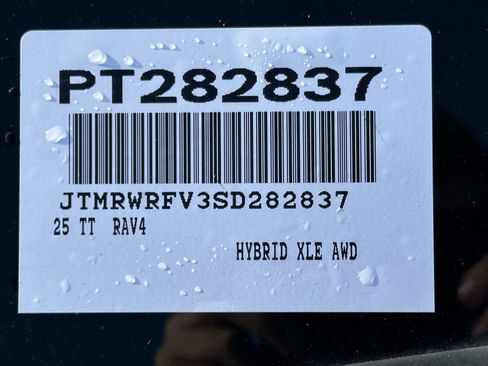 PT282837
JTMRWRFV3SD282837
25 TT RAV4
HYBRID XLE AWD